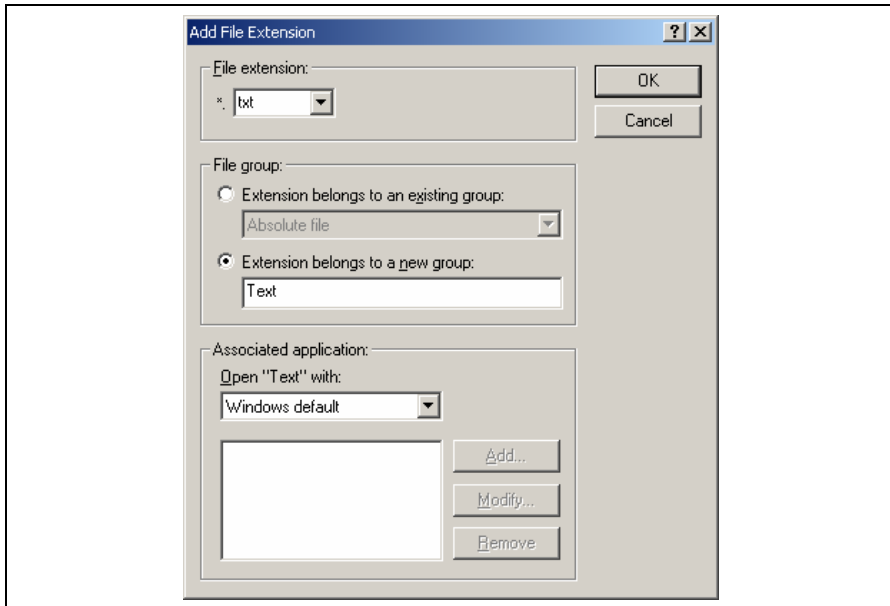 Add File Extension
File extension:
*. txt
OK
Cancel
File group:
Extension belongs to an existing group:
Absolute file
Extension belongs to a new group:
Text
Associated application:
Open "Text" with:
Windows default
Add...
Modify...
Remove